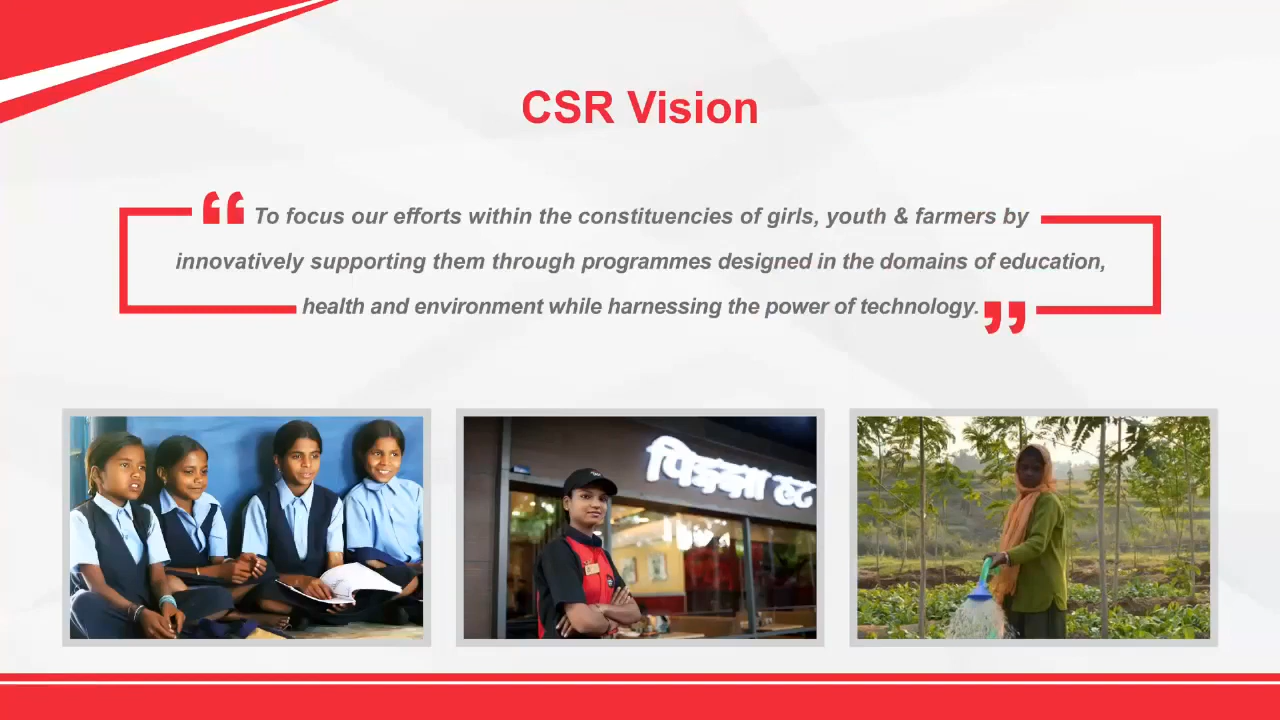 CSR Vision
“ To focus our efforts within the constituencies of girls, youth & farmers by
innovatively supporting them through programmes designed in the domains of education,
health and environment while harnessing the power of technology. ”
पिज़्ज़ा हट